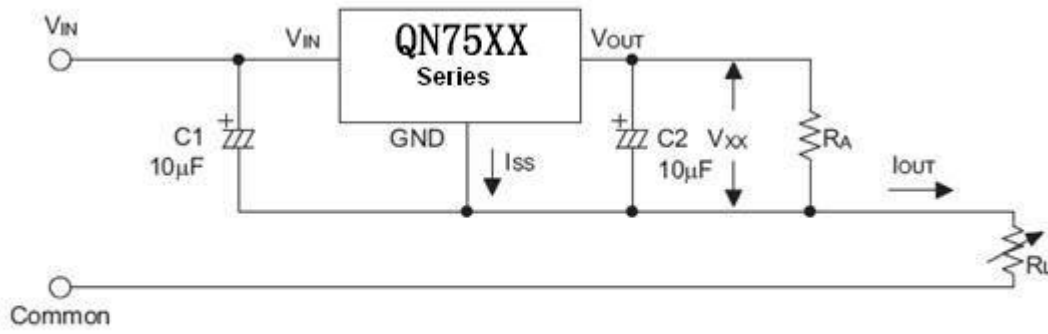 VIN
VIN
QN75XX
Series
VOUT
GND
C1
10μF
ISS
C2
10μF
VXX
RA
IOUT
RL
Common